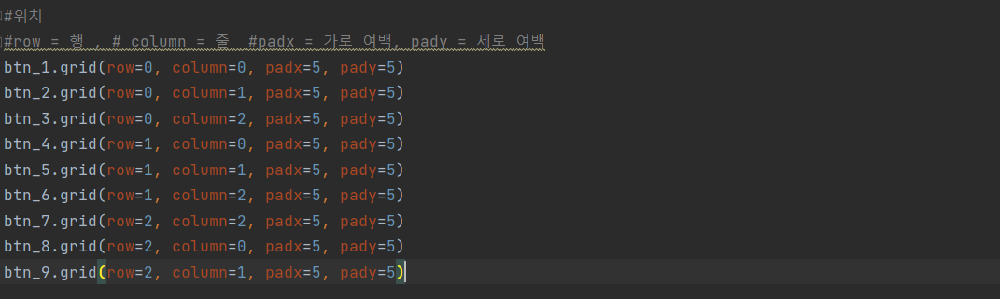 #위치
#row = 행 , # column = 줄  #padx = 가로 여백, pady = 세로 여백
btn_1.grid(row=0, column=0, padx=5, pady=5)
btn_2.grid(row=0, column=1, padx=5, pady=5)
btn_3.grid(row=0, column=2, padx=5, pady=5)
btn_4.grid(row=1, column=0, padx=5, pady=5)
btn_5.grid(row=1, column=1, padx=5, pady=5)
btn_6.grid(row=1, column=2, padx=5, pady=5)
btn_7.grid(row=2, column=2, padx=5, pady=5)
btn_8.grid(row=2, column=0, padx=5, pady=5)
btn_9.grid(row=2, column=1, padx=5, pady=5)